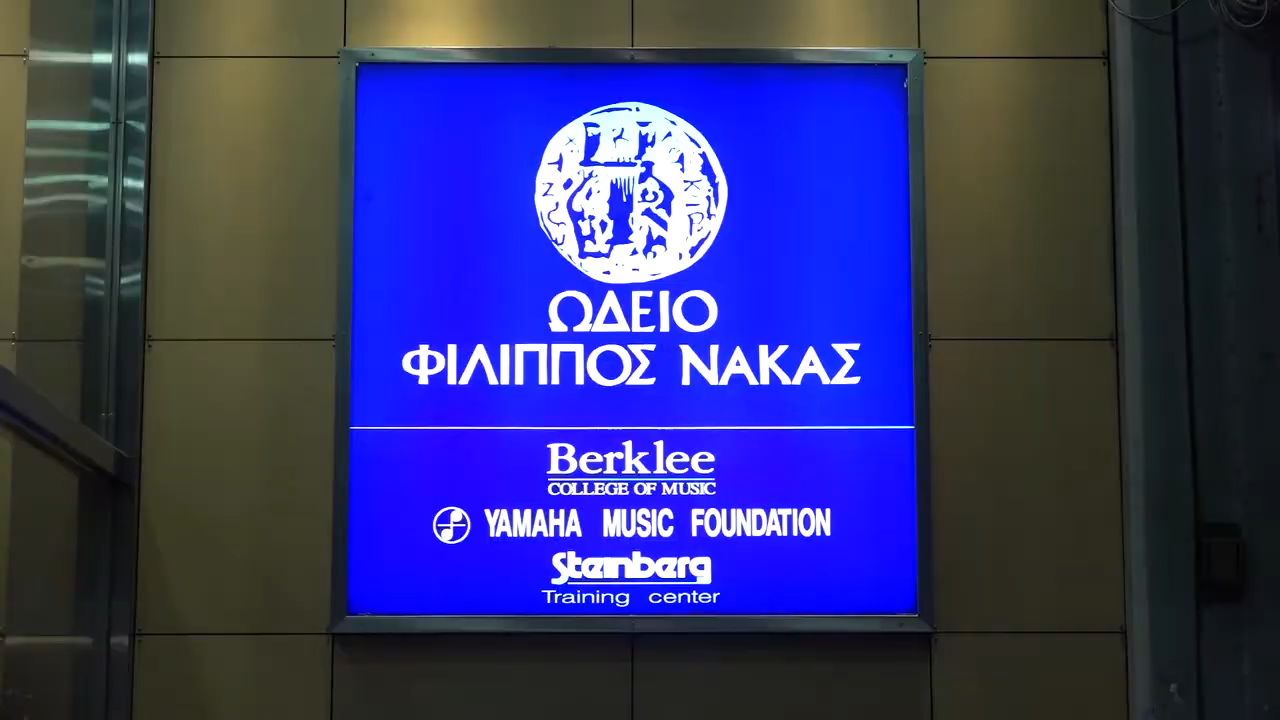 ΩΔΕΙΟ
ΦΙΛΙΠΠΟΣ ΝΑΚΑΣ
Berklee
COLLEGE OF MUSIC
YAMAHA MUSIC FOUNDATION
Steinberg
Training center